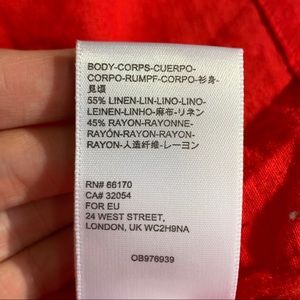 BODY-CORPS-CUERPO-
CORPO-RUMPF-CORPO-衫身-
見頃
55% LINEN-LIN-LINO-LINO-
LEINEN-LINHO-麻布-リネン
45% RAYON-RAYONNE-
RAYÓN-RAYON-RAYON-
RAYON-人造纤维-レーヨン
RN# 66170
CA# 32054
FOR EU
24 WEST STREET,
LONDON, UK WC2H9NA
OB976939